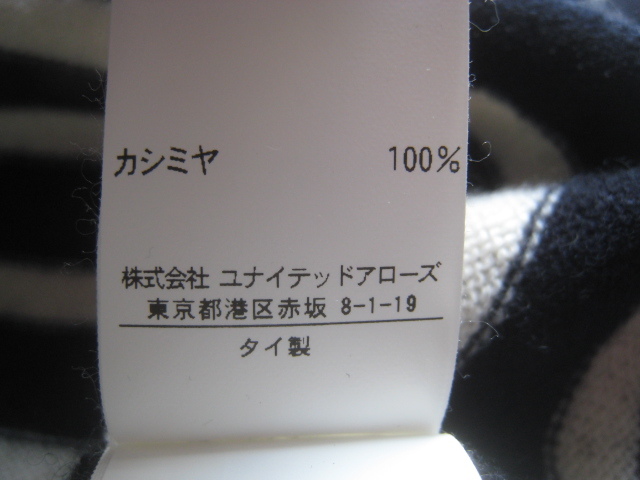 カシミヤ 100%
株式会社 ユナイテッドアローズ
東京都港区赤坂 8-1-19
タイ製